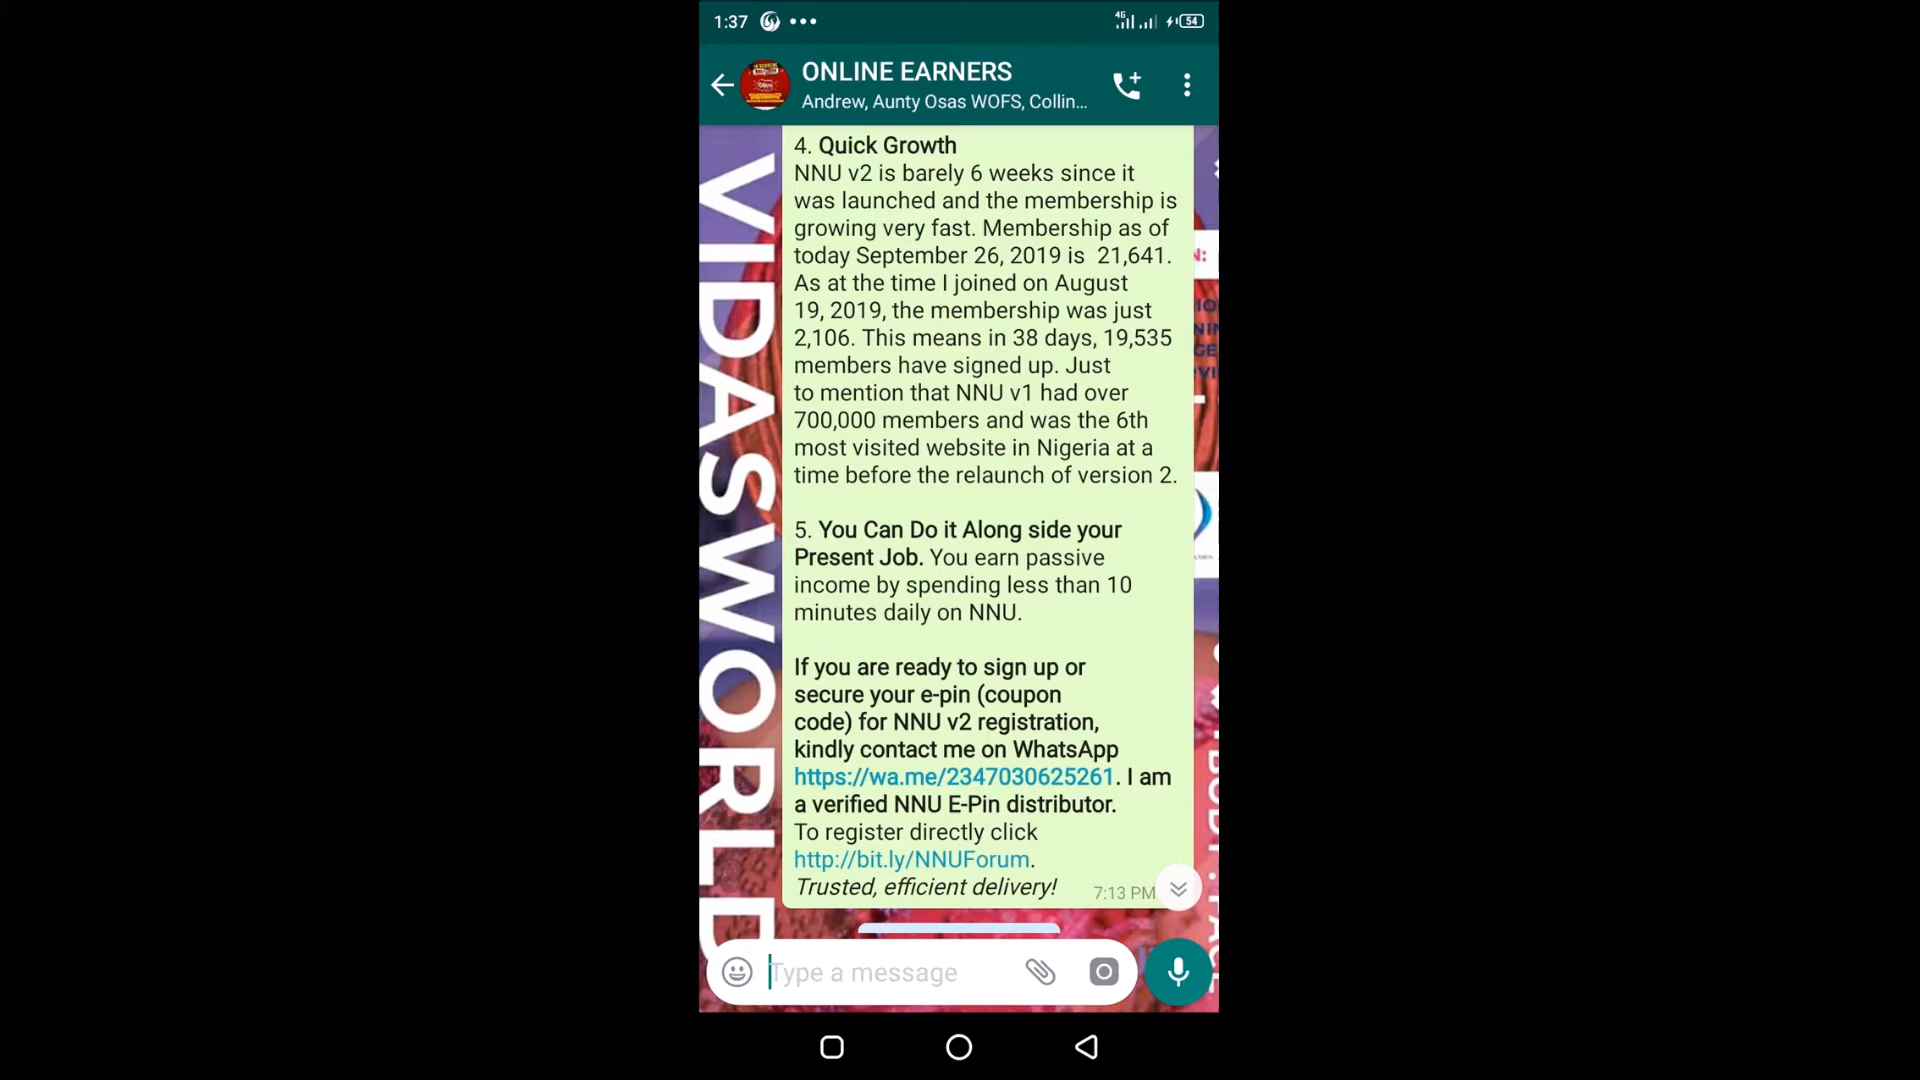 1:37
4G
54
ONLINE EARNERS
Andrew, Aunty Osas WOFS, Collin...
4. Quick Growth
NNU v2 is barely 6 weeks since it
was launched and the membership is
growing very fast. Membership as of
today September 26, 2019 is  21,641.
As at the time I joined on August
19, 2019, the membership was just
2,106. This means in 38 days, 19,535
members have signed up. Just
to mention that NNU v1 had over
700,000 members and was the 6th
most visited website in Nigeria at a
time before the relaunch of version 2.
5. You Can Do it Along side your
Present Job. You earn passive
income by spending less than 10
minutes daily on NNU.
If you are ready to sign up or
secure your e-pin (coupon
code) for NNU v2 registration,
kindly contact me on WhatsApp
https://wa.me/2347030625261. I am
a verified NNU E-Pin distributor.
To register directly click
http://bit.ly/NNUForum.
Trusted, efficient delivery!
7:13 PM
Type a message
VIDASWORLD